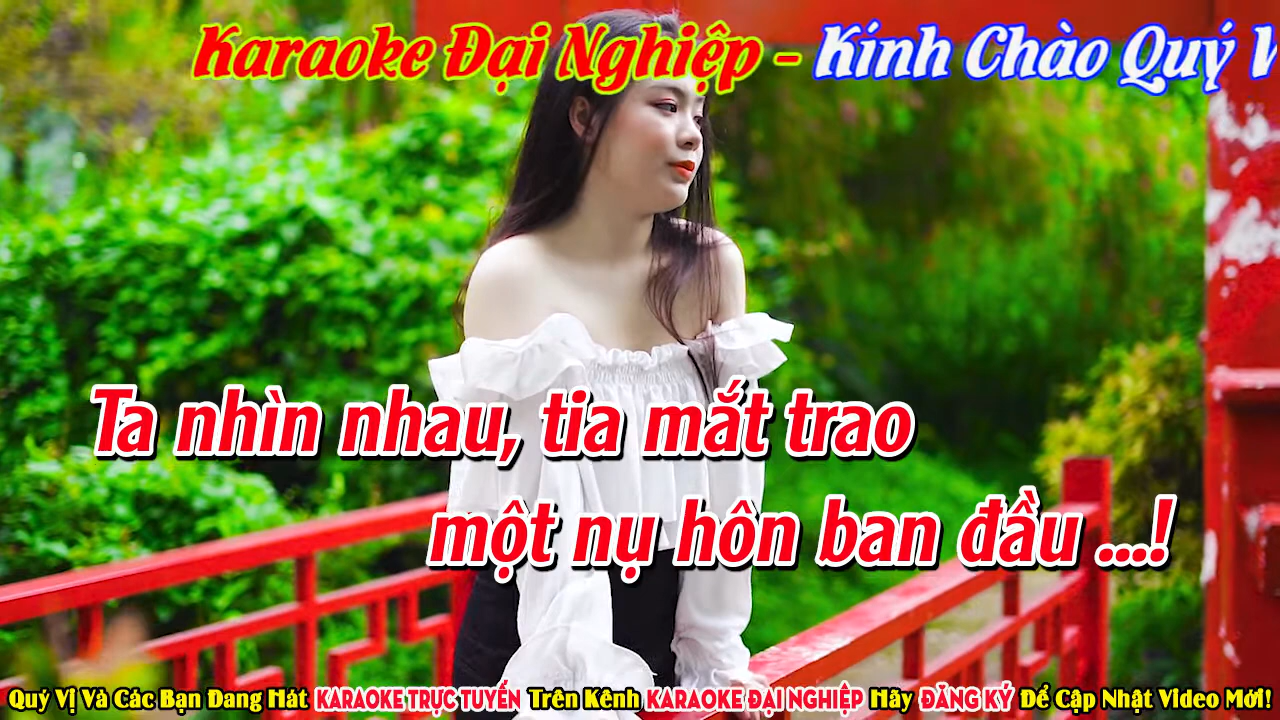 Karaoke Đại Nghiệp - Kính Chào Quý V
Ta nhìn nhau, tia mắt trao
một nụ hôn ban đầu ...!
Quý Vị Và Các Bạn Đang Hát KARAOKE TRỰC TUYẾN Trên Kênh KARAOKE ĐẠI NGHIỆP Hãy ĐĂNG KÝ Để Cập Nhật Video Mới!